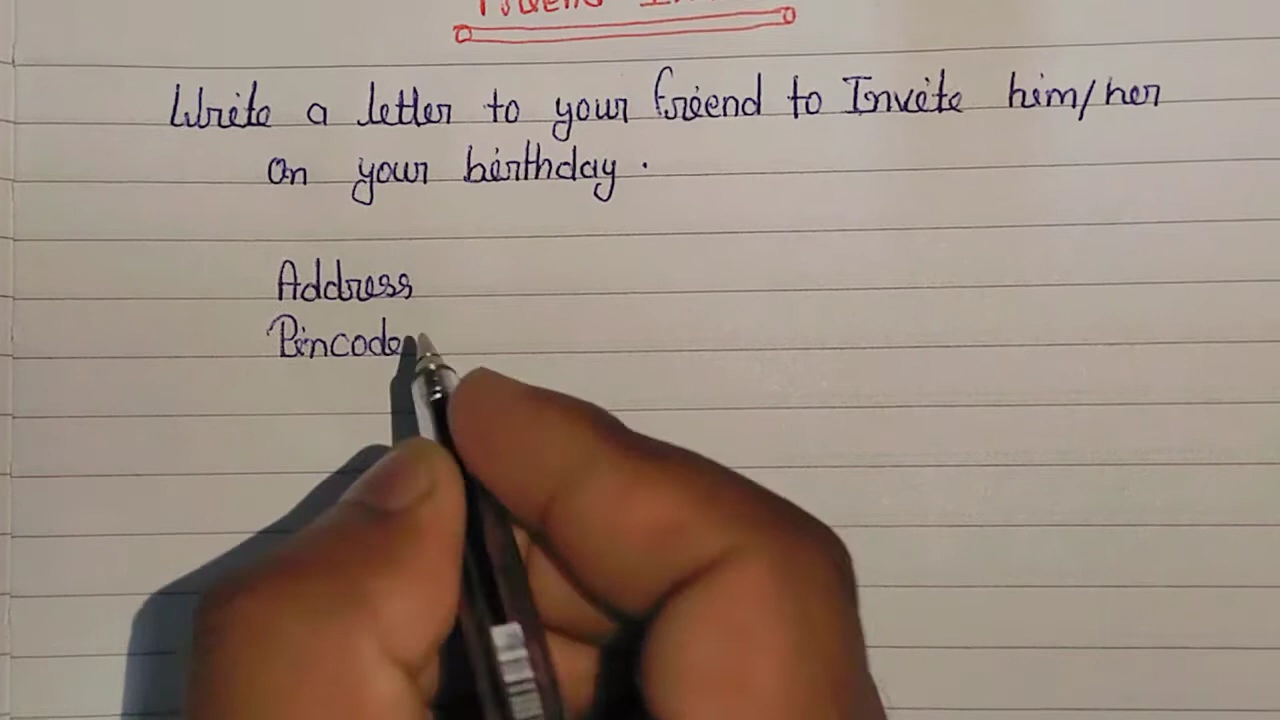 Write a letter to your friend to Invite him/her
on your birthday.
Address
Pincode